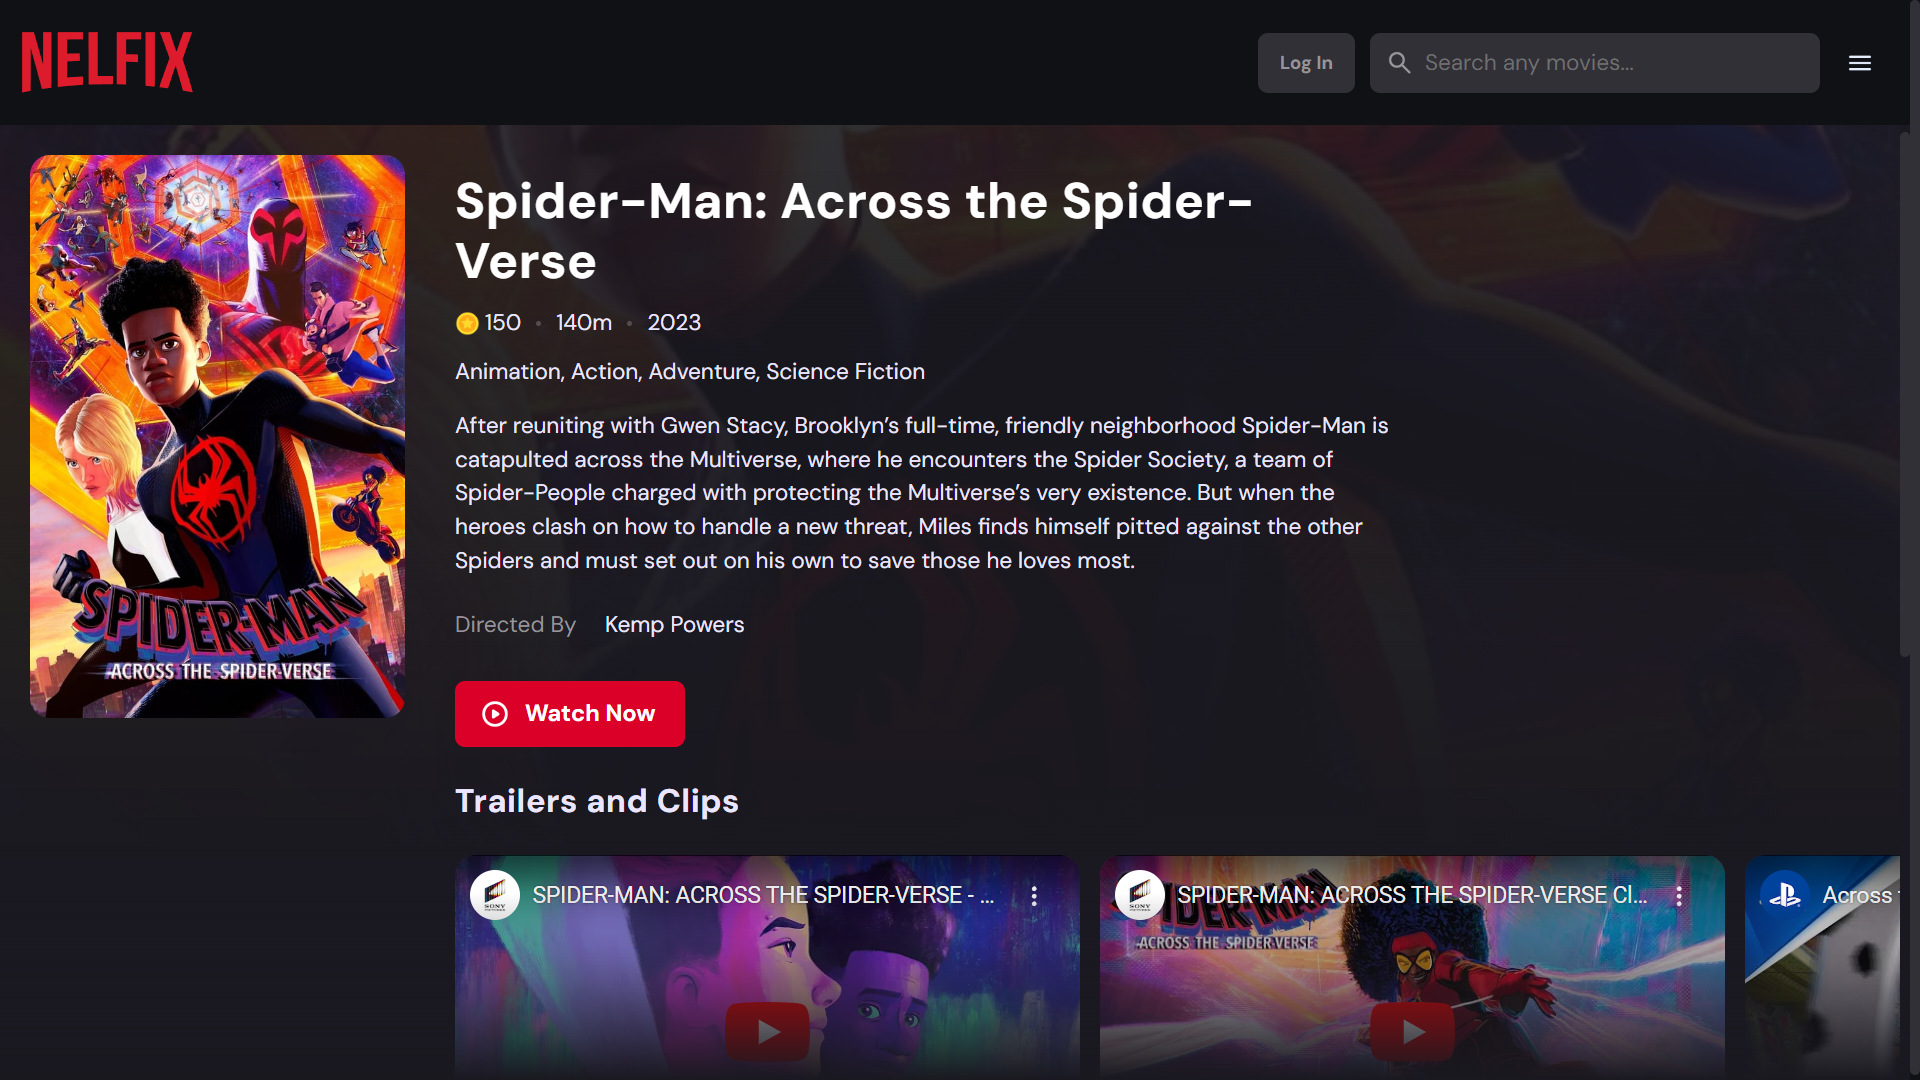 NELFIX
Log In
Search any movies...
Spider-Man: Across the Spider-
Verse
150 • 140m • 2023
Animation, Action, Adventure, Science Fiction
After reuniting with Gwen Stacy, Brooklyn’s full-time, friendly neighborhood Spider-Man is
catapulted across the Multiverse, where he encounters the Spider Society, a team of
Spider-People charged with protecting the Multiverse’s very existence. But when the
heroes clash on how to handle a new threat, Miles finds himself pitted against the other
Spiders and must set out on his own to save those he loves most.
Directed By Kemp Powers
Watch Now
SPIDER-MAN
ACROSS THE SPIDER-VERSE
Trailers and Clips
SONY
SPIDER-MAN: ACROSS THE SPIDER-VERSE - ...
SONY
SPIDER-MAN: ACROSS THE SPIDER-VERSE Cl...
ACROSS THE SPIDER-VERSE
Across